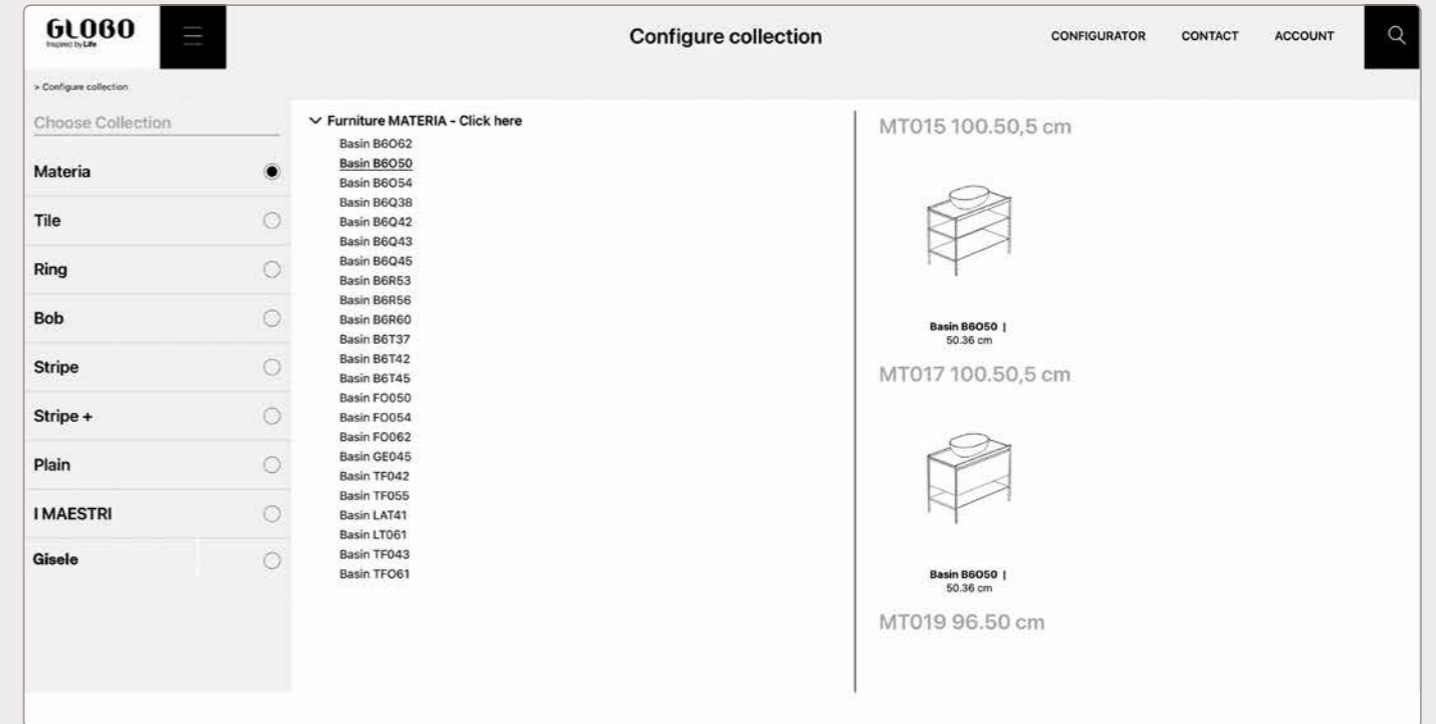 GLOBO
Inspired by Life
Configure collection
CONFIGURATOR
CONTACT
ACCOUNT
> Configure collection
Choose Collection
Materia
Tile
Ring
Bob
Stripe
Stripe +
Plain
I MAESTRI
Gisele
Furniture MATERIA - Click here
Basin B6O62
Basin B6O50
Basin B6O54
Basin B6Q38
Basin B6Q42
Basin B6Q43
Basin B6Q45
Basin B6R53
Basin B6R56
Basin B6R60
Basin B6T37
Basin B6T42
Basin B6T45
Basin FO050
Basin FO054
Basin FO062
Basin GE045
Basin TF042
Basin TF055
Basin LAT41
Basin LT061
Basin TF043
Basin TFO61
MT015 100.50,5 cm
Basin B6O50 |
50.36 cm
MT017 100.50,5 cm
Basin B6O50 |
50.36 cm
MT019 96.50 cm